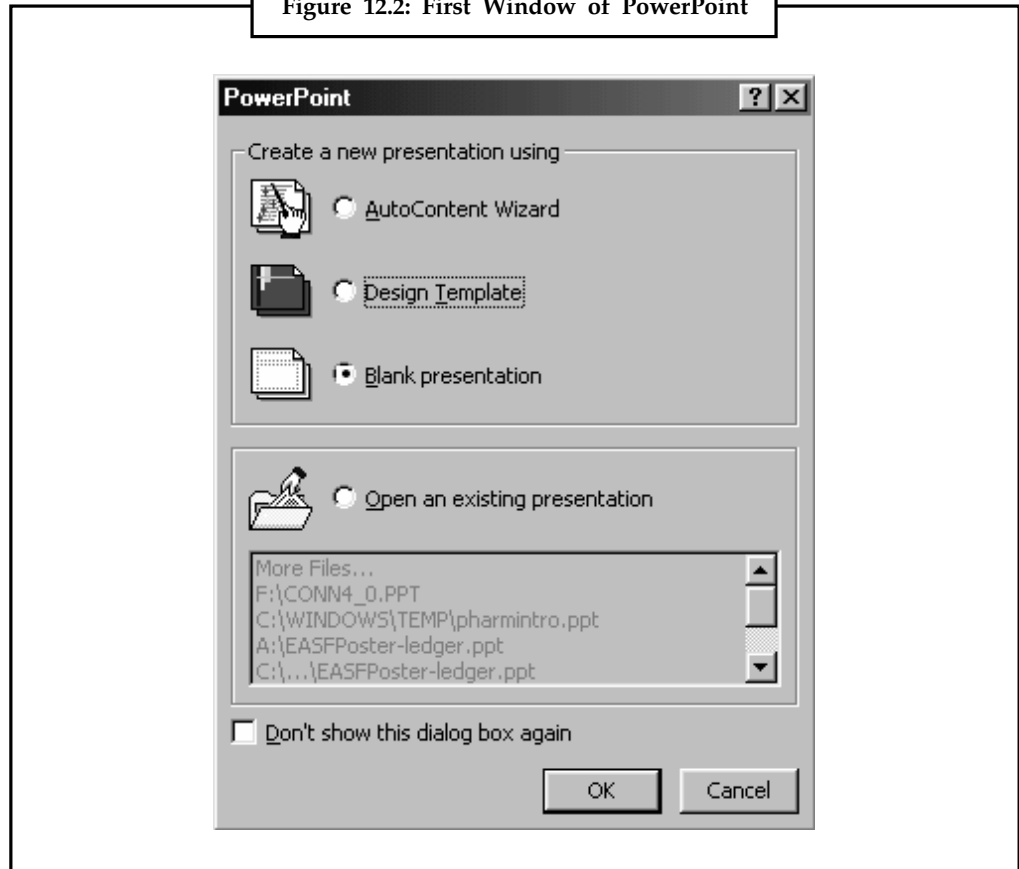 Figure 12.2: First Window of PowerPoint
PowerPoint
Create a new presentation using
AutoContent Wizard
Design Template
Blank presentation
Open an existing presentation
More Files...
F:\CONN4_0.PPT
C:\WINDOWS\TEMP\pharmintro.ppt
A:\EASFPoster-ledger.ppt
C:\...\EASFPoster-ledger.ppt
Don't show this dialog box again
OK Cancel